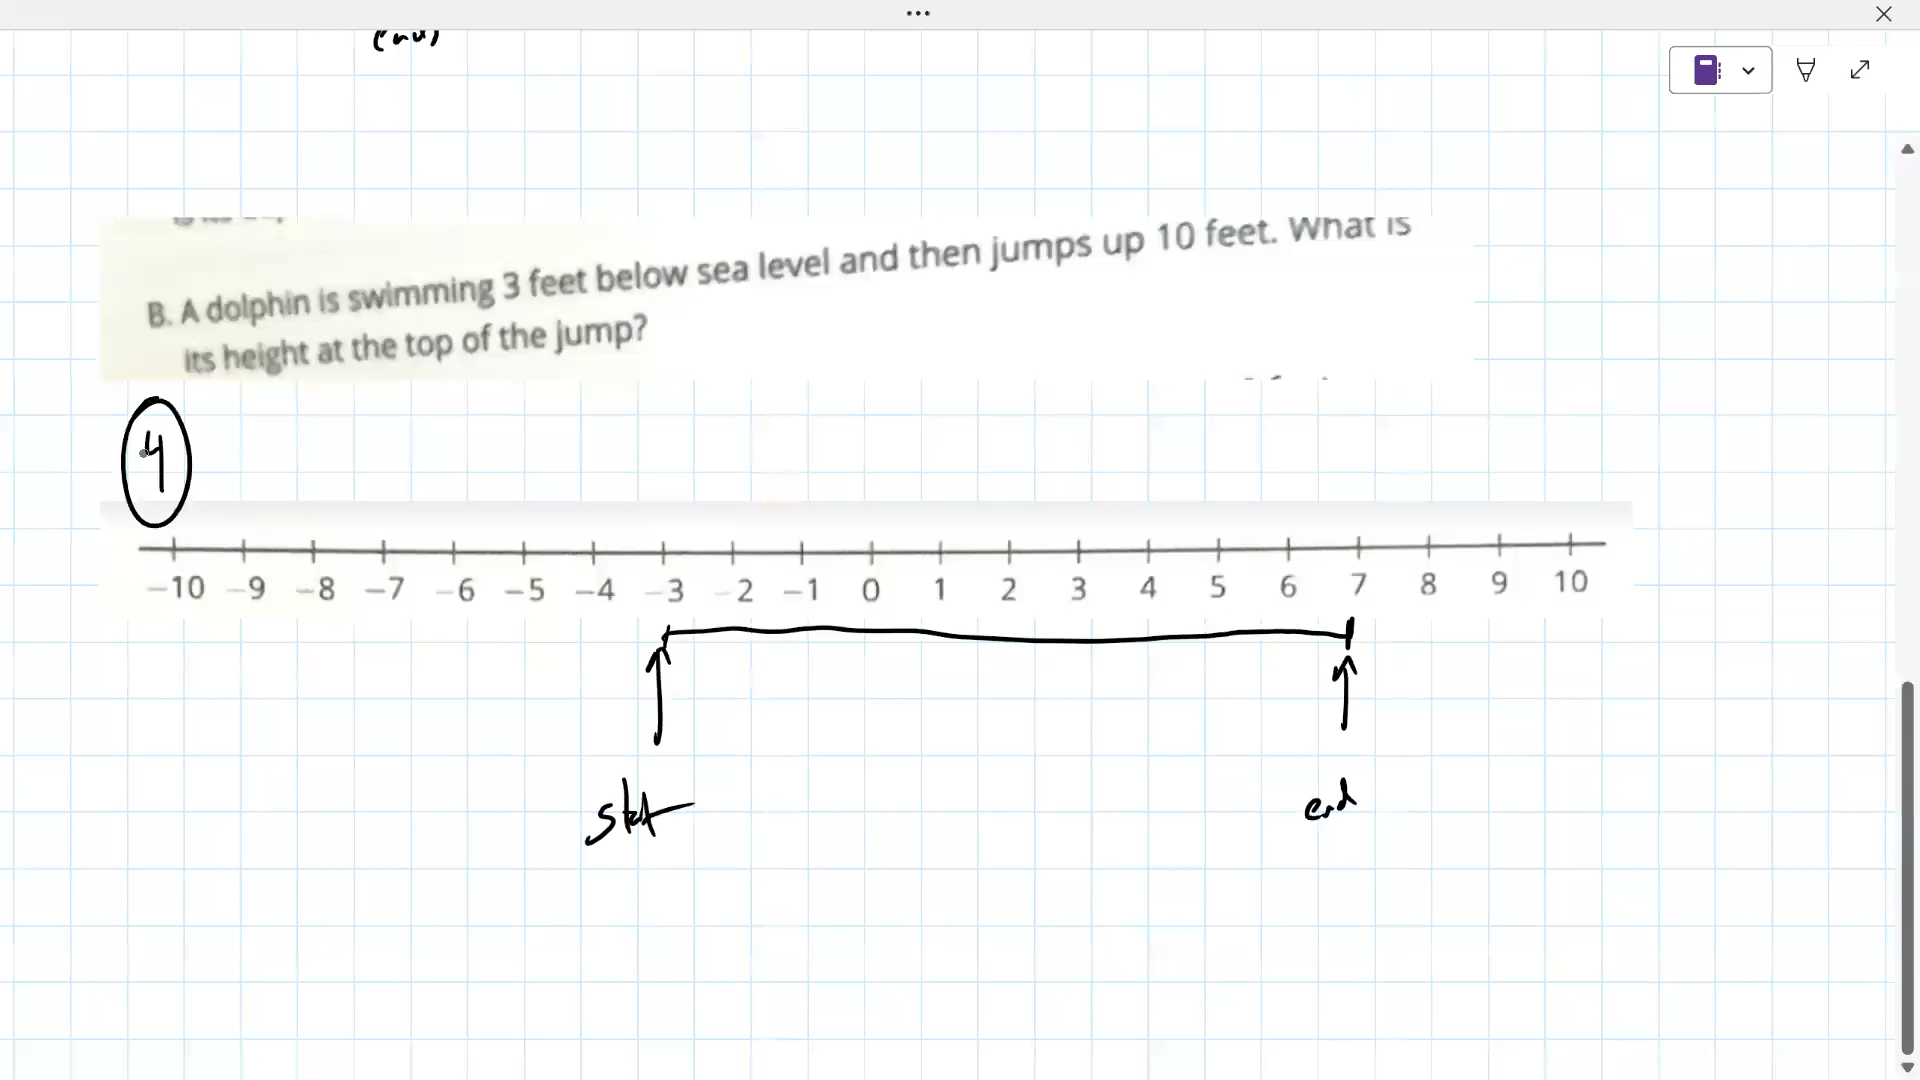 B. A dolphin is swimming 3 feet below sea level and then jumps up 10 feet. What is
its height at the top of the jump?
4
−10 −9 −8 −7 −6 −5 −4 −3 −2 −1 0 1 2 3 4 5 6 7 8 9 10
end